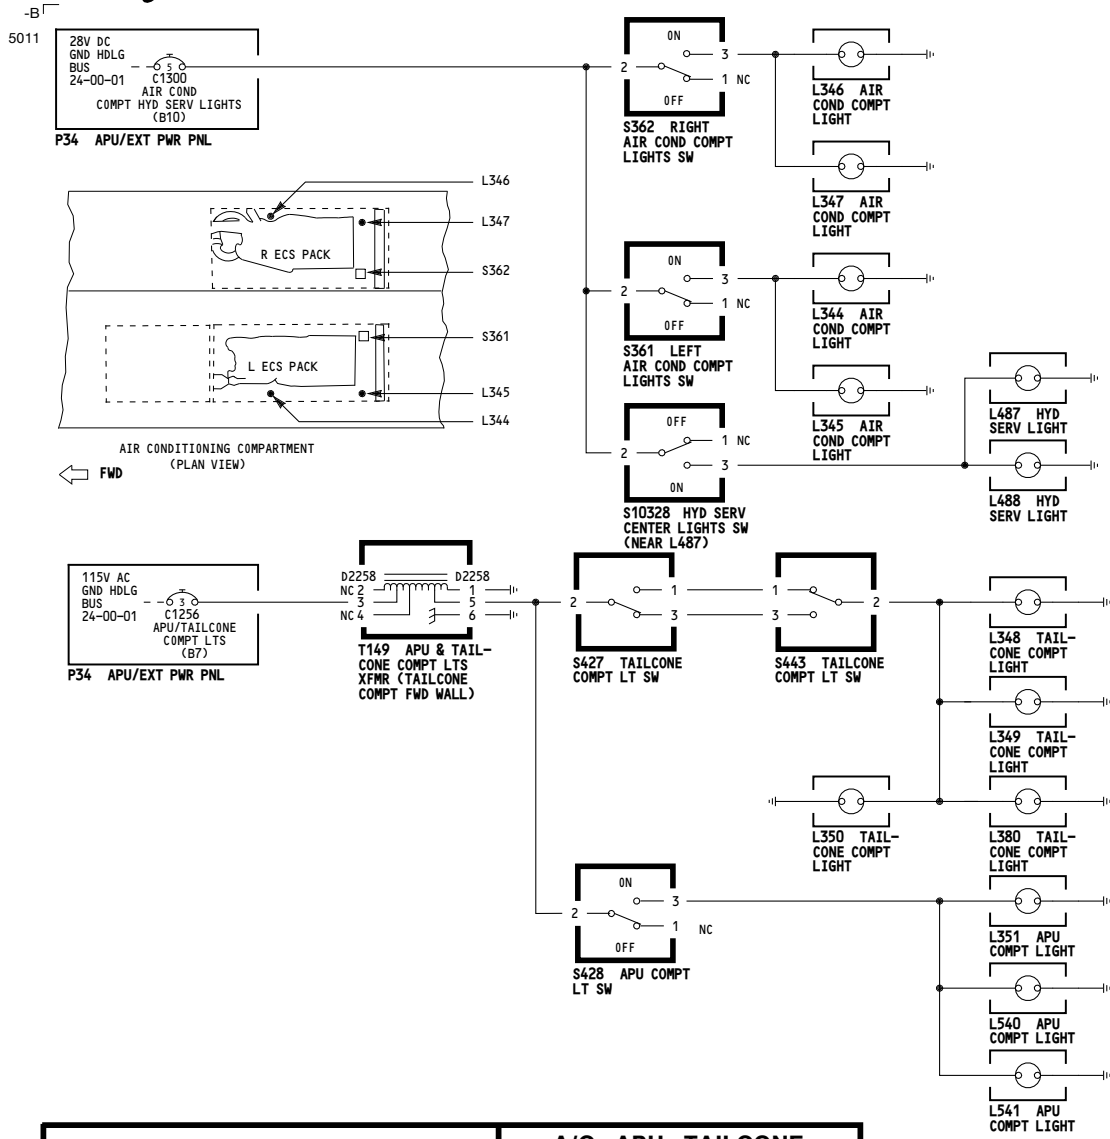 -B
5011
28V DC
GND HDLG
BUS
24-00-01
5
C1300
AIR COND
COMPT HYD SERV LIGHTS
(B10)
P34 APU/EXT PWR PNL
ON
2
3
1 NC
OFF
S362 RIGHT
AIR COND COMPT
LIGHTS SW
L346 AIR
COND COMPT
LIGHT
L347 AIR
COND COMPT
LIGHT
L346
L347
R ECS PACK
S362
S361
L ECS PACK
L345
L344
AIR CONDITIONING COMPARTMENT
(PLAN VIEW)
FWD
ON
2
3
1 NC
OFF
S361 LEFT
AIR COND COMPT
LIGHTS SW
L344 AIR
COND COMPT
LIGHT
L345 AIR
COND COMPT
LIGHT
OFF
2
1 NC
3
ON
S10328 HYD SERV
CENTER LIGHTS SW
(NEAR L487)
L487 HYD
SERV LIGHT
L488 HYD
SERV LIGHT
115V AC
GND HDLG
BUS
24-00-01
3
C1256
APU/TAILCONE
COMPT LTS
(B7)
P34 APU/EXT PWR PNL
D2258 D2258
NC 2 1
3 5
NC 4 6
T149 APU & TAIL-
CONE COMPT LTS
XFMR (TAILCONE
COMPT FWD WALL)
2
1
3
S427 TAILCONE
COMPT LT SW
1
3
2
S443 TAILCONE
COMPT LT SW
L348 TAIL-
CONE COMPT
LIGHT
L349 TAIL-
CONE COMPT
LIGHT
L350 TAIL-
CONE COMPT
LIGHT
L380 TAIL-
CONE COMPT
LIGHT
ON
2
3
1 NC
OFF
S428 APU COMPT
LT SW
L351 APU
COMPT LIGHT
L540 APU
COMPT LIGHT
L541 APU
COMPT LIGHT
A/C, APU, TAILCONE